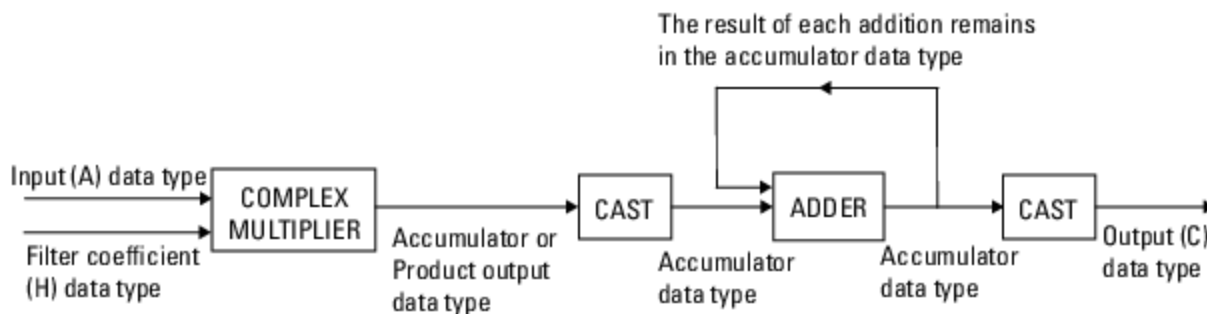 The result of each addition remains
in the accumulator data type
Input (A) data type
COMPLEX
MULTIPLIER
Filter coefficient
(H) data type
Accumulator or
Product output
data type
CAST
Accumulator
data type
ADDER
Accumulator
data type
CAST
Output (C)
data type